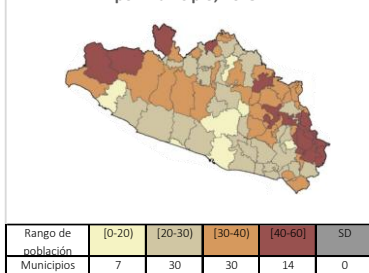 Rango de población [0-20) [20-30) [30-40) [40-60] SD
Municipios 7 30 30 14 0